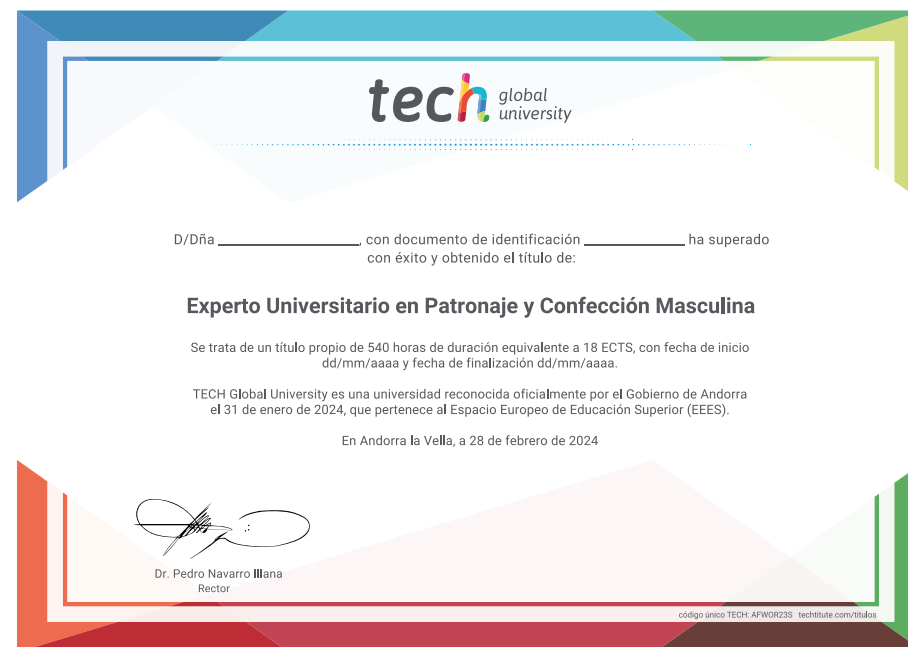 tech global university
D/Dña ____________________, con documento de identificación ______________ ha superado
con éxito y obtenido el título de:
Experto Universitario en Patronaje y Confección Masculina
Se trata de un título propio de 540 horas de duración equivalente a 18 ECTS, con fecha de inicio
dd/mm/aaaa y fecha de finalización dd/mm/aaaa.
TECH Global University es una universidad reconocida oficialmente por el Gobierno de Andorra
el 31 de enero de 2024, que pertenece al Espacio Europeo de Educación Superior (EEES).
En Andorra la Vella, a 28 de febrero de 2024
Dr. Pedro Navarro Illana
Rector
código único TECH: AFWOR23S techtitute.com/titulos